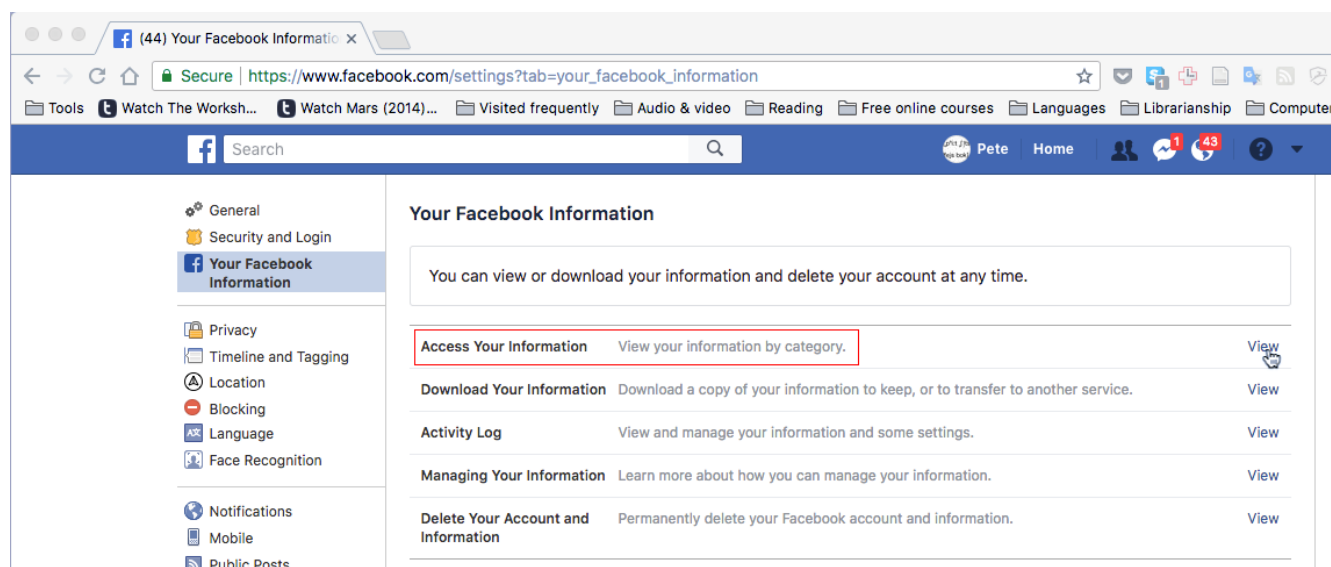 (44) Your Facebook Informatio
Secure https://www.facebook.com/settings?tab=your_facebook_information
Tools Watch The Worksh... Watch Mars (2014)... Visited frequently Audio & video Reading Free online courses Languages Librarianship Computer
Search Pete Home 1 43
General
Security and Login
Your Facebook
Information
Privacy
Timeline and Tagging
Location
Blocking
Language
Face Recognition
Notifications
Mobile
Public Posts
Your Facebook Information
You can view or download your information and delete your account at any time.
Access Your Information View your information by category. View
Download Your Information Download a copy of your information to keep, or to transfer to another service. View
Activity Log View and manage your information and some settings. View
Managing Your Information Learn more about how you can manage your information. View
Delete Your Account and Permanently delete your Facebook account and information. View
Information